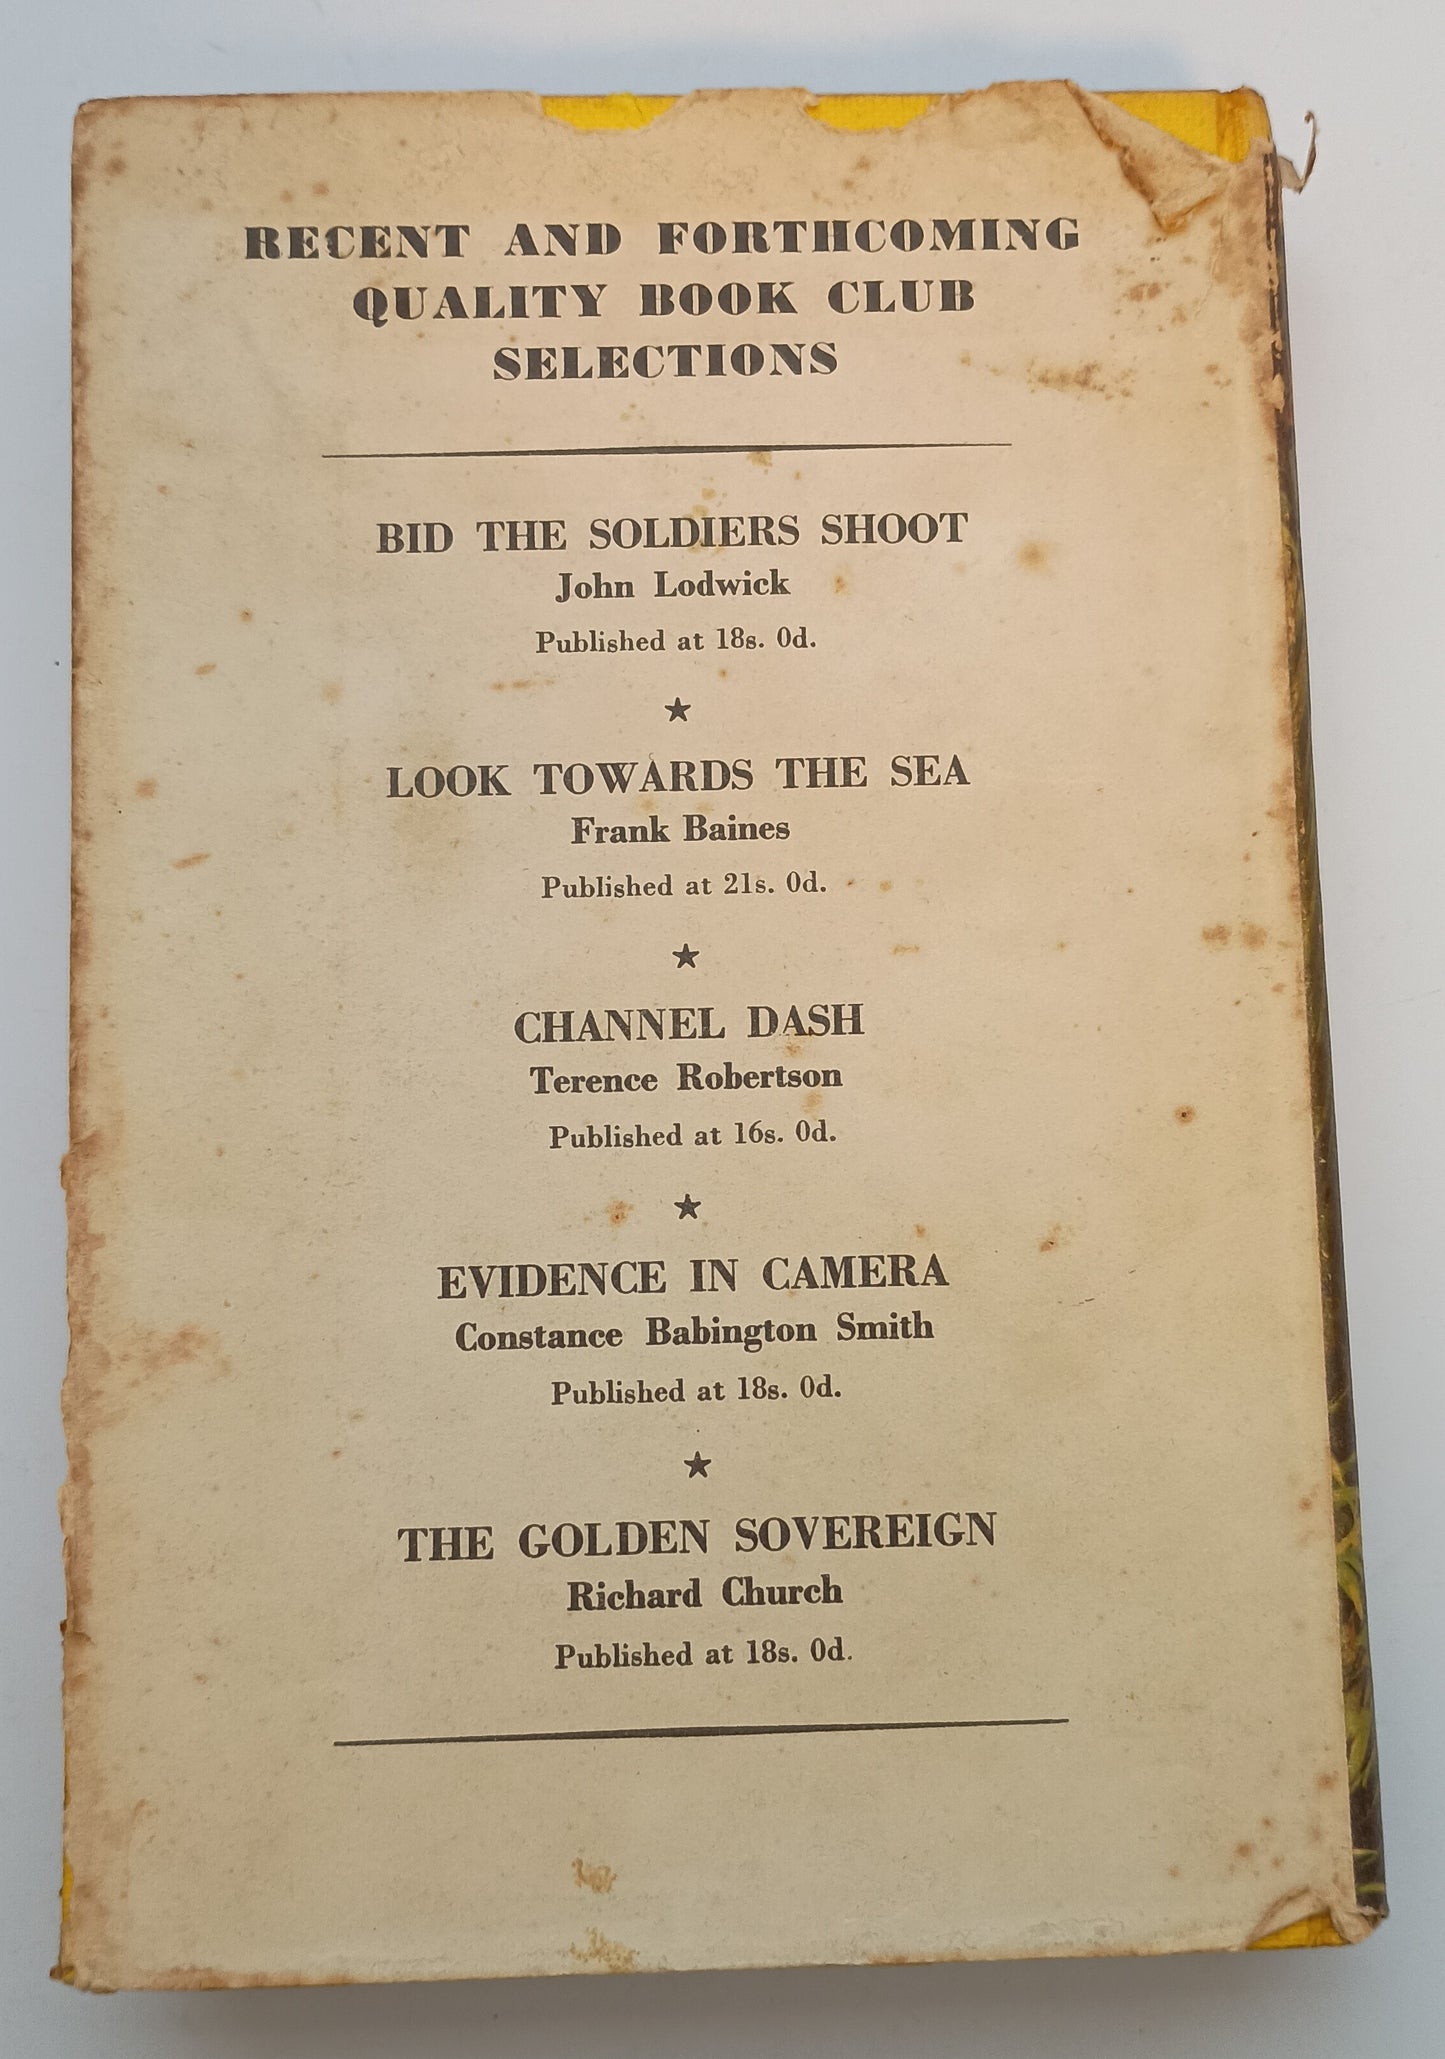 RECENT AND FORTHCOMING
QUALITY BOOK CLUB
SELECTIONS
BID THE SOLDIERS SHOOT
John Lodwick
Published at 18s. 0d.
LOOK TOWARDS THE SEA
Frank Baines
Published at 21s. 0d.
CHANNEL DASH
Terence Robertson
Published at 16s. 0d.
EVIDENCE IN CAMERA
Constance Babington Smith
Published at 18s. 0d.
THE GOLDEN SOVEREIGN
Richard Church
Published at 18s. 0d.